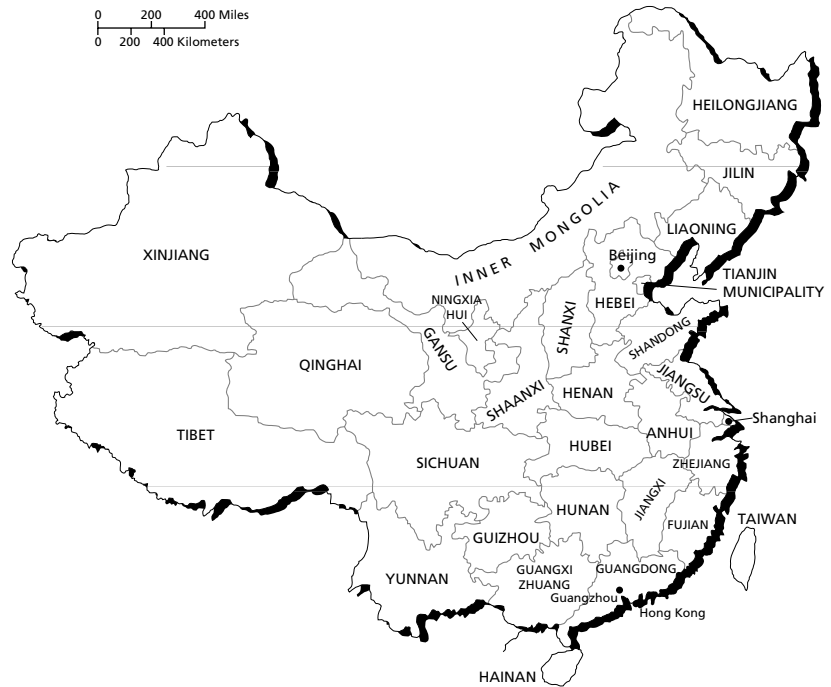 0 200 400 Miles
0 200 400 Kilometers
HEILONGJIANG
JILIN
LIAONING
INNER MONGOLIA
XINJIANG
Beijing
TIANJIN
MUNICIPALITY
HEBEI
NINGXIA
HUI
SHANXI
SHANDONG
GANSU
QINGHAI
JIANGSU
SHAANXI
HENAN
Shanghai
ANHUI
TIBET
HUBEI
SICHUAN
ZHEJIANG
JIANGXI
HUNAN
TAIWAN
FUJIAN
GUIZHOU
GUANGXI
ZHUANG
GUANGDONG
YUNNAN
Guangzhou
Hong Kong
HAINAN